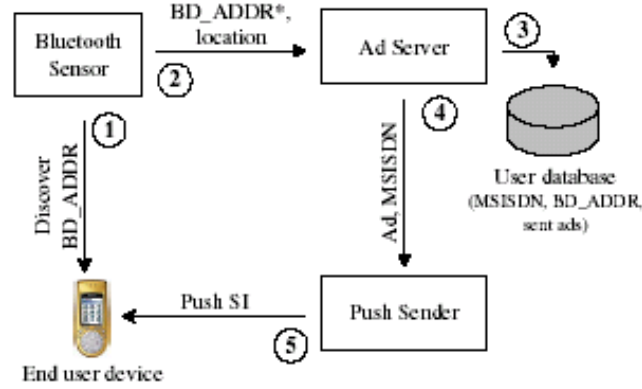 Bluetooth
Sensor
BD_ADDR*,
location
2
Ad Server
3
1
Discover
BD_ADDR
4
Ad, MSISDN
User database
(MSISDN, BD_ADDR,
sent ads)
Push SI
5
Push Sender
End user device